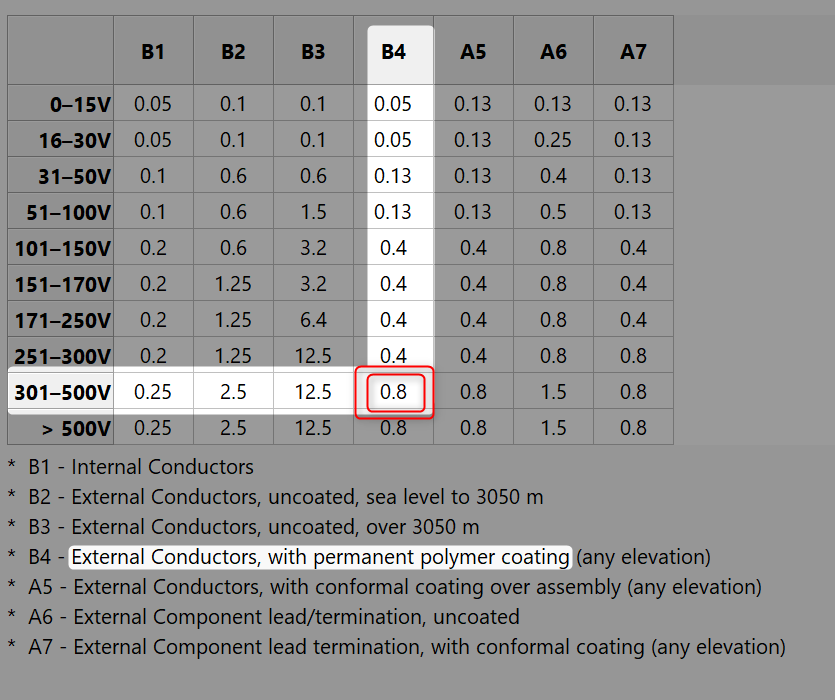 B1 B2 B3 B4 A5 A6 A7
0–15V 0.05 0.1 0.1 0.05 0.13 0.13 0.13
16–30V 0.05 0.1 0.1 0.05 0.13 0.25 0.13
31–50V 0.1 0.6 0.6 0.13 0.13 0.4 0.13
51–100V 0.1 0.6 1.5 0.13 0.13 0.5 0.13
101–150V 0.2 0.6 3.2 0.4 0.4 0.8 0.4
151–170V 0.2 1.25 3.2 0.4 0.4 0.8 0.4
171–250V 0.2 1.25 6.4 0.4 0.4 0.8 0.4
251–300V 0.2 1.25 12.5 0.4 0.4 0.8 0.8
301–500V 0.25 2.5 12.5 0.8 0.8 1.5 0.8
> 500V 0.25 2.5 12.5 0.8 0.8 1.5 0.8
* B1 - Internal Conductors
* B2 - External Conductors, uncoated, sea level to 3050 m
* B3 - External Conductors, uncoated, over 3050 m
* B4 - External Conductors, with permanent polymer coating (any elevation)
* A5 - External Conductors, with conformal coating over assembly (any elevation)
* A6 - External Component lead/termination, uncoated
* A7 - External Component lead termination, with conformal coating (any elevation)